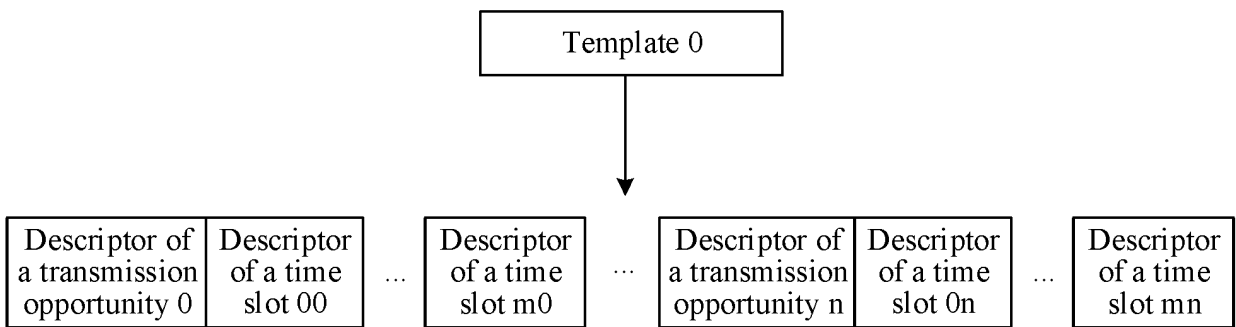 Template 0
Descriptor of
a transmission
opportunity 0
Descriptor
of a time
slot 00
...
Descriptor
of a time
slot m0
...
Descriptor of
a transmission
opportunity n
Descriptor
of a time
slot 0n
...
Descriptor
of a time
slot mn